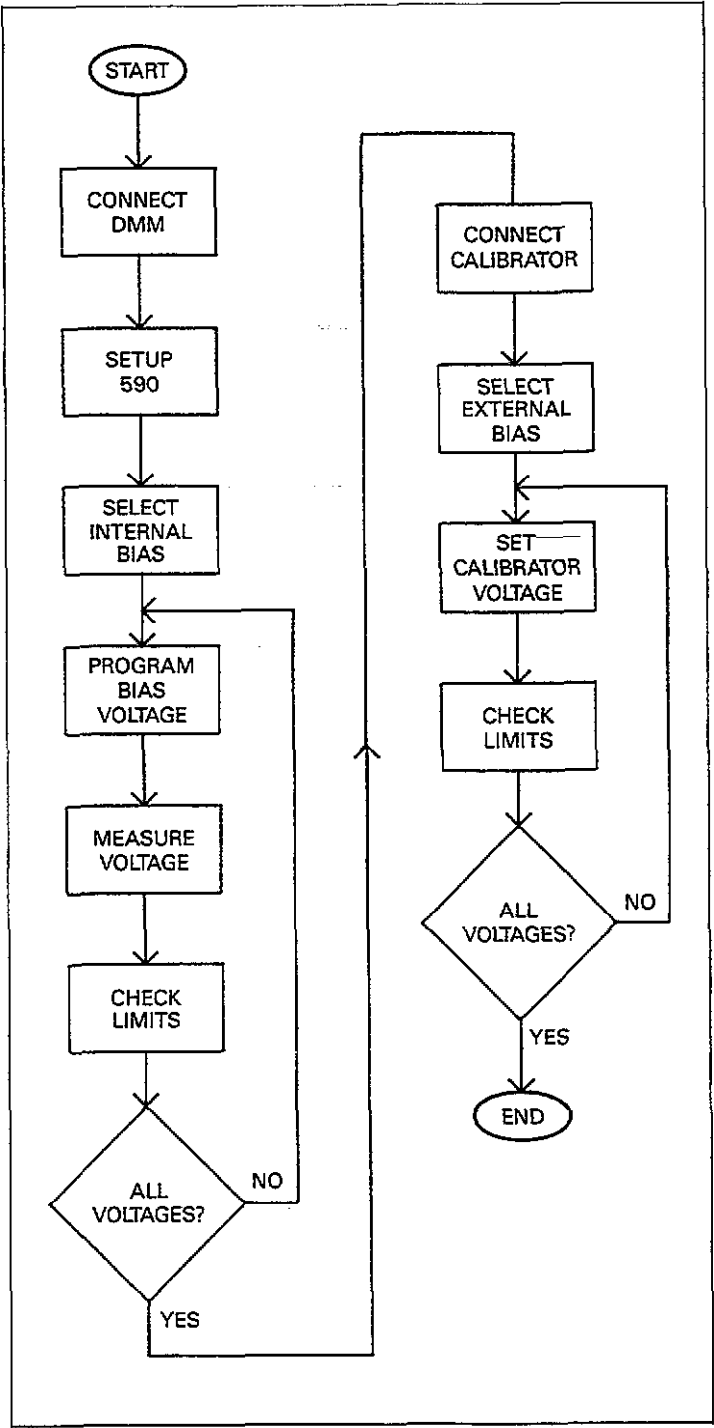 START
CONNECT
DMM
SETUP
590
SELECT
INTERNAL
BIAS
PROGRAM
BIAS
VOLTAGE
MEASURE
VOLTAGE
CHECK
LIMITS
ALL
VOLTAGES?
NO
YES
CONNECT
CALIBRATOR
SELECT
EXTERNAL
BIAS
SET
CALIBRATOR
VOLTAGE
CHECK
LIMITS
ALL
VOLTAGES?
NO
YES
END